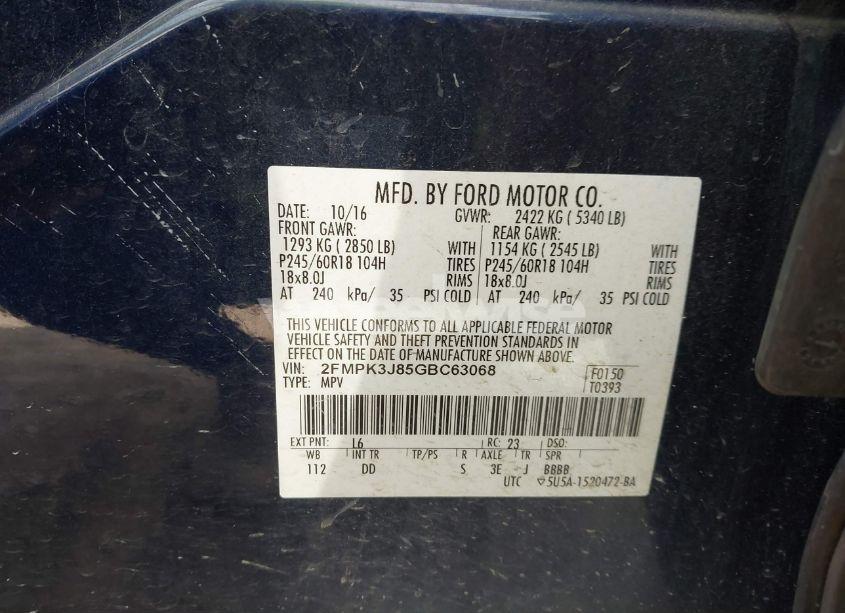 MFD. BY FORD MOTOR CO.
DATE: 10/16 GVWR: 2422 KG ( 5340 LB)
FRONT GAWR: REAR GAWR:
1293 KG ( 2850 LB) WITH 1154 KG ( 2545 LB) WITH
P245/60R18 104H TIRES P245/60R18 104H TIRES
18x8.0J RIMS 18x8.0J RIMS
AT 240 kPa/ 35 PSI COLD AT 240 kPa/ 35 PSI COLD
THIS VEHICLE CONFORMS TO ALL APPLICABLE FEDERAL MOTOR
VEHICLE SAFETY AND THEFT PREVENTION STANDARDS IN
EFFECT ON THE DATE OF MANUFACTURE SHOWN ABOVE.
VIN: 2FMPK3J85GBC63068 F0150
TYPE: MPV T0393
EXT PNT: L6 RC: 23 DSO:
WB INT TR TP/PS R AXLE TR SPR
112 DD S 3E J BBBB
UTC 5U5A-1520472-BA